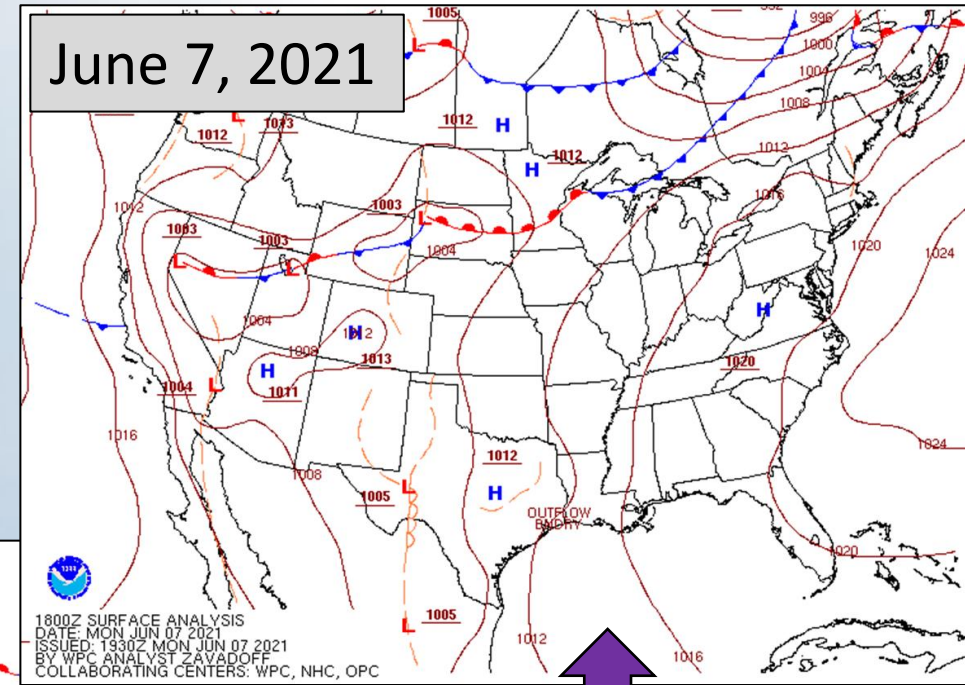 June 7, 2021
1005
992
996
1000
1004
1008
1012
1016
1012
1013
1012
H
1012
H
L
L
1012
1003
L
1003
L
1003
L
1004
1004
1020
1024
H
1012
1008
1013
H
1011
H
1020
1004
L
1016
1008
1012
H
1005
L
OUTFLOW
BNDRY
1024
1020
1005
L
1012
1016
1800Z SURFACE ANALYSIS
DATE: MON JUN 07 2021
ISSUED: 1930Z MON JUN 07 2021
BY WPC ANALYST ZAVADOFF
COLLABORATING CENTERS: WPC, NHC, OPC